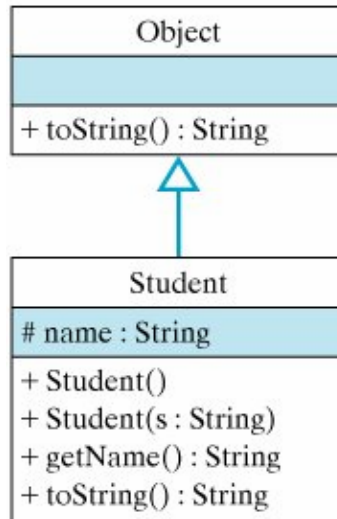 Object
+ toString() : String
Student
# name : String
+ Student()
+ Student(s : String)
+ getName() : String
+ toString() : String